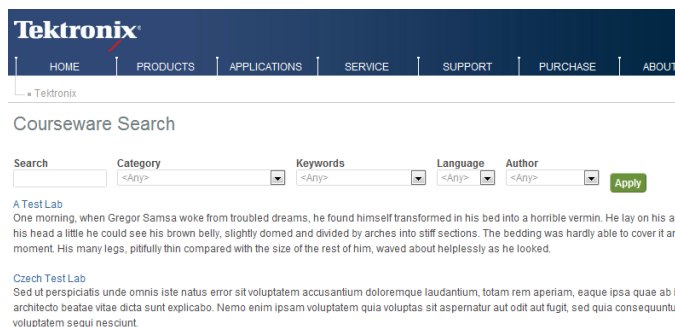 Tektronix
HOME PRODUCTS APPLICATIONS SERVICE SUPPORT PURCHASE ABOUT
Tektronix
Courseware Search
Search Category Keywords Language Author
<Any> <Any> <Any> <Any> Apply
A Test Lab
One morning, when Gregor Samsa woke from troubled dreams, he found himself transformed in his bed into a horrible vermin. He lay on his a
his head a little he could see his brown belly, slightly domed and divided by arches into stiff sections. The bedding was hardly able to cover it a
moment. His many legs, pitifully thin compared with the size of the rest of him, waved about helplessly as he looked.
Czech Test Lab
Sed ut perspiciatis unde omnis iste natus error sit voluptatem accusantium doloremque laudantium, totam rem aperiam, eaque ipsa quae ab i
architecto beatae vitae dicta sunt explicabo. Nemo enim ipsam voluptatem quia voluptas sit aspernatur aut odit aut fugit, sed quia consequuntu
voluptatem sequi nesciunt.